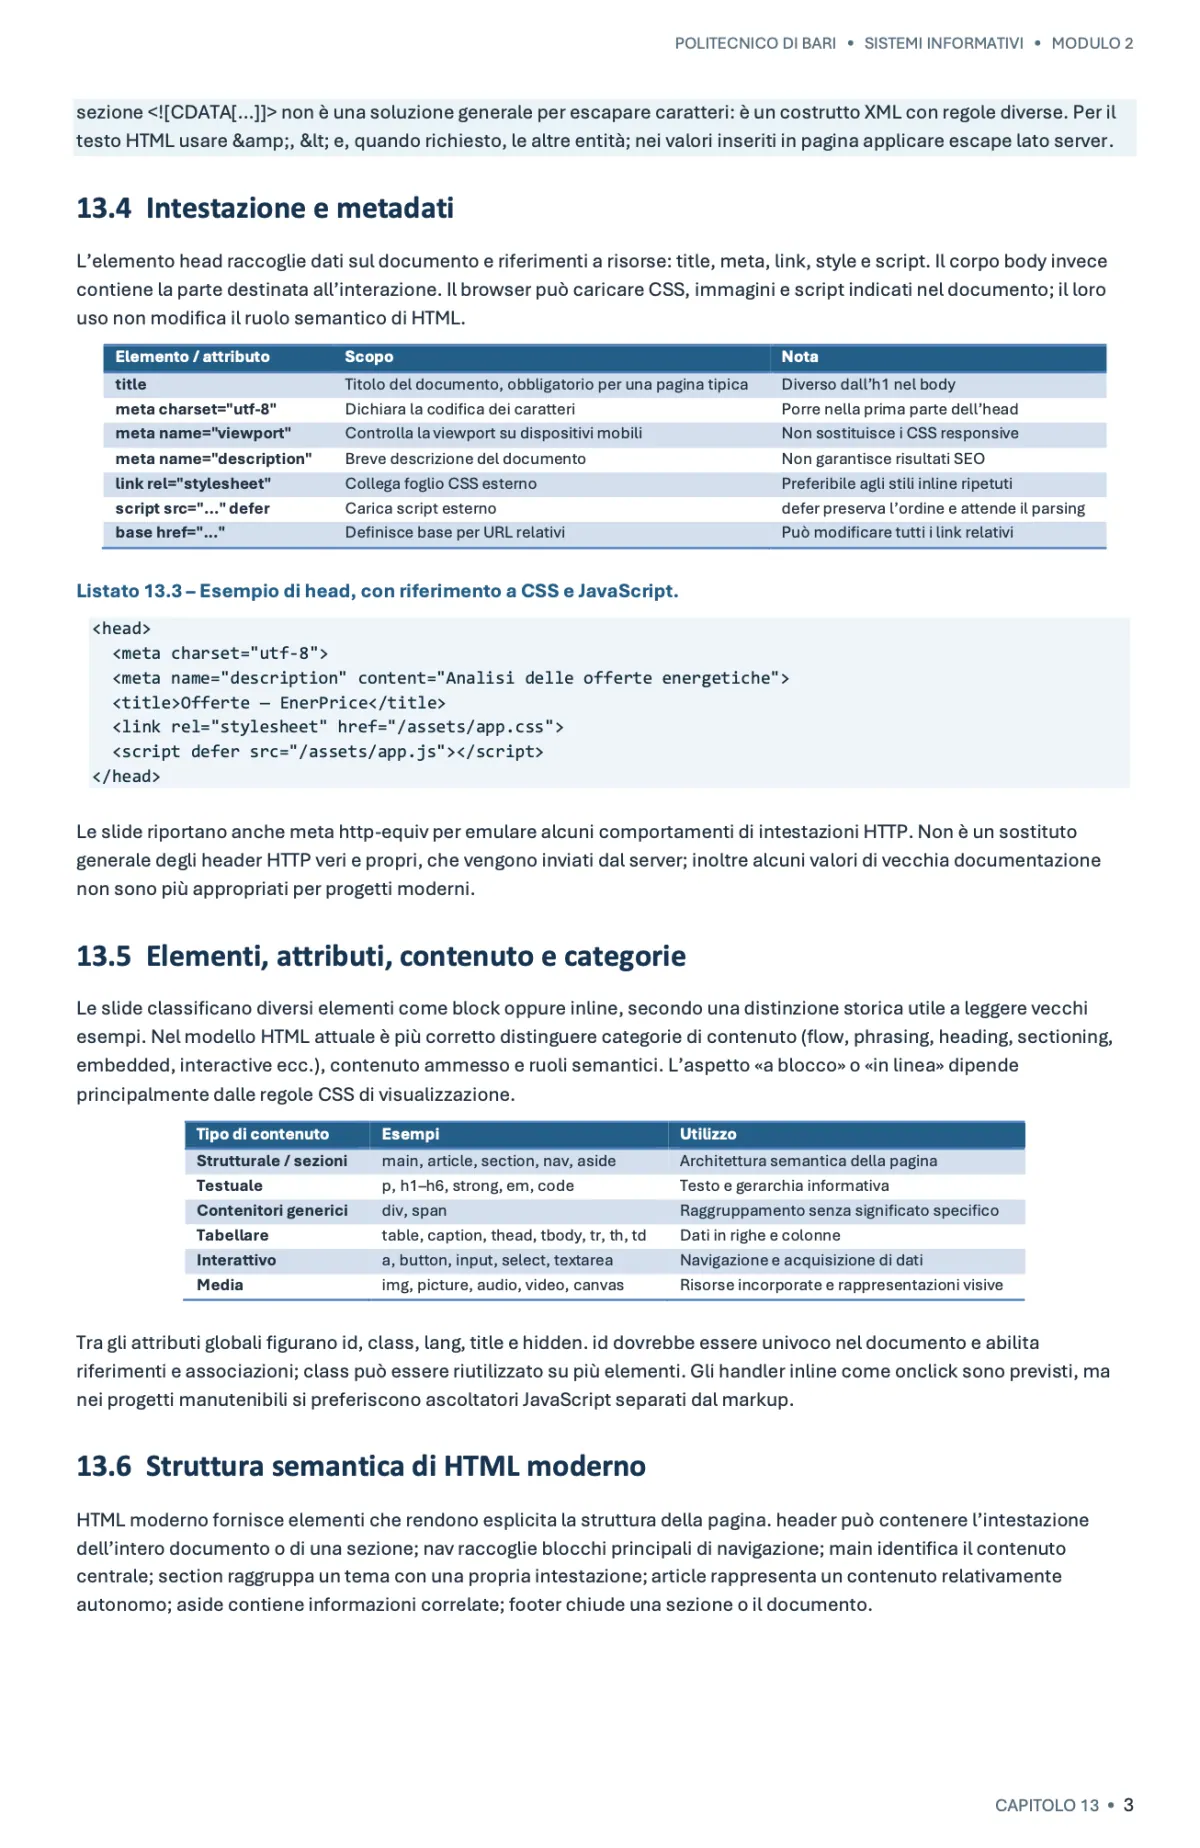 POLITECNICO DI BARI • SISTEMI INFORMATIVI • MODULO 2
sezione <![CDATA[...]]> non è una soluzione generale per escapare caratteri: è un costrutto XML con regole diverse. Per il
testo HTML usare &amp;, &lt; e, quando richiesto, le altre entità; nei valori inseriti in pagina applicare escape lato server.
13.4 Intestazione e metadati
L’elemento head raccoglie dati sul documento e riferimenti a risorse: title, meta, link, style e script. Il corpo body invece
contiene la parte destinata all’interazione. Il browser può caricare CSS, immagini e script indicati nel documento; il loro
uso non modifica il ruolo semantico di HTML.
Elemento / attributo Scopo Nota
title Titolo del documento, obbligatorio per una pagina tipica Diverso dall’h1 nel body
meta charset="utf-8" Dichiara la codifica dei caratteri Porre nella prima parte dell’head
meta name="viewport" Controlla la viewport su dispositivi mobili Non sostituisce i CSS responsive
meta name="description" Breve descrizione del documento Non garantisce risultati SEO
link rel="stylesheet" Collega foglio CSS esterno Preferibile agli stili inline ripetuti
script src="..." defer Carica script esterno defer preserva l’ordine e attende il parsing
base href="..." Definisce base per URL relativi Può modificare tutti i link relativi
Listato 13.3 – Esempio di head, con riferimento a CSS e JavaScript.
<head>
<meta charset="utf-8">
<meta name="description" content="Analisi delle offerte energetiche">
<title>Offerte — EnerPrice</title>
<link rel="stylesheet" href="/assets/app.css">
<script defer src="/assets/app.js"></script>
</head>
Le slide riportano anche meta http-equiv per emulare alcuni comportamenti di intestazioni HTTP. Non è un sostituto
generale degli header HTTP veri e propri, che vengono inviati dal server; inoltre alcuni valori di vecchia documentazione
non sono più appropriati per progetti moderni.
13.5 Elementi, attributi, contenuto e categorie
Le slide classificano diversi elementi come block oppure inline, secondo una distinzione storica utile a leggere vecchi
esempi. Nel modello HTML attuale è più corretto distinguere categorie di contenuto (flow, phrasing, heading, sectioning,
embedded, interactive ecc.), contenuto ammesso e ruoli semantici. L’aspetto «a blocco» o «in linea» dipende
principalmente dalle regole CSS di visualizzazione.
Tipo di contenuto Esempi Utilizzo
Strutturale / sezioni main, article, section, nav, aside Architettura semantica della pagina
Testuale p, h1–h6, strong, em, code Testo e gerarchia informativa
Contenitori generici div, span Raggruppamento senza significato specifico
Tabellare table, caption, thead, tbody, tr, th, td Dati in righe e colonne
Interattivo a, button, input, select, textarea Navigazione e acquisizione di dati
Media img, picture, audio, video, canvas Risorse incorporate e rappresentazioni visive
Tra gli attributi globali figurano id, class, lang, title e hidden. id dovrebbe essere univoco nel documento e abilita
riferimenti e associazioni; class può essere riutilizzato su più elementi. Gli handler inline come onclick sono previsti, ma
nei progetti manutenibili si preferiscono ascoltatori JavaScript separati dal markup.
13.6 Struttura semantica di HTML moderno
HTML moderno fornisce elementi che rendono esplicita la struttura della pagina. header può contenere l’intestazione
dell’intero documento o di una sezione; nav raccoglie blocchi principali di navigazione; main identifica il contenuto
centrale; section raggruppa un tema con una propria intestazione; article rappresenta un contenuto relativamente
autonomo; aside contiene informazioni correlate; footer chiude una sezione o il documento.
CAPITOLO 13 • 3